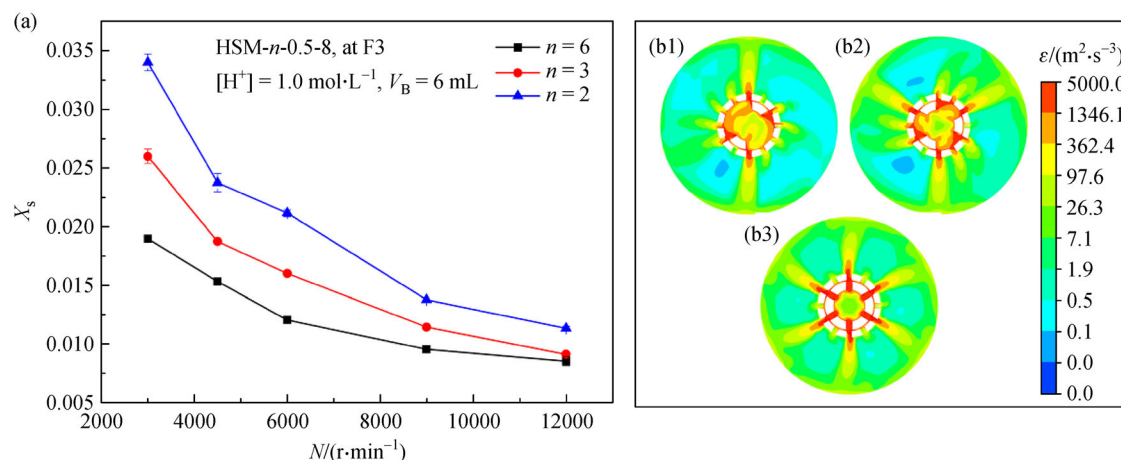 (a)
HSM-n-0.5-8, at F3
[H⁺] = 1.0 mol·L⁻¹, V_B = 6 mL
n = 6
n = 3
n = 2
0.035
0.030
0.025
0.020
0.015
0.010
0.005
X_s
2000
4000
6000
8000
10000
12000
N/(r·min⁻¹)
(b1)
(b2)
(b3)
ε/(m²·s⁻³)
5000.0
1346.1
362.4
97.6
26.3
7.1
1.9
0.5
0.1
0.0
0.0